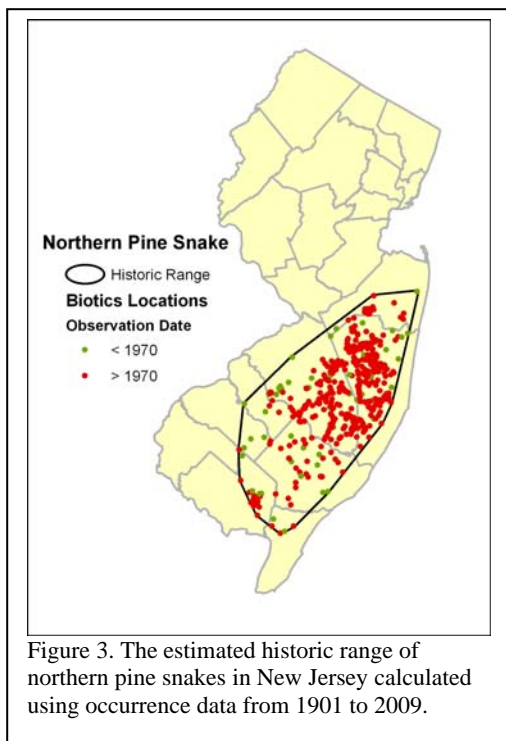 Northern Pine Snake
Historic Range
Biotics Locations
Observation Date
< 1970
> 1970
Figure 3. The estimated historic range of
northern pine snakes in New Jersey calculated
using occurrence data from 1901 to 2009.